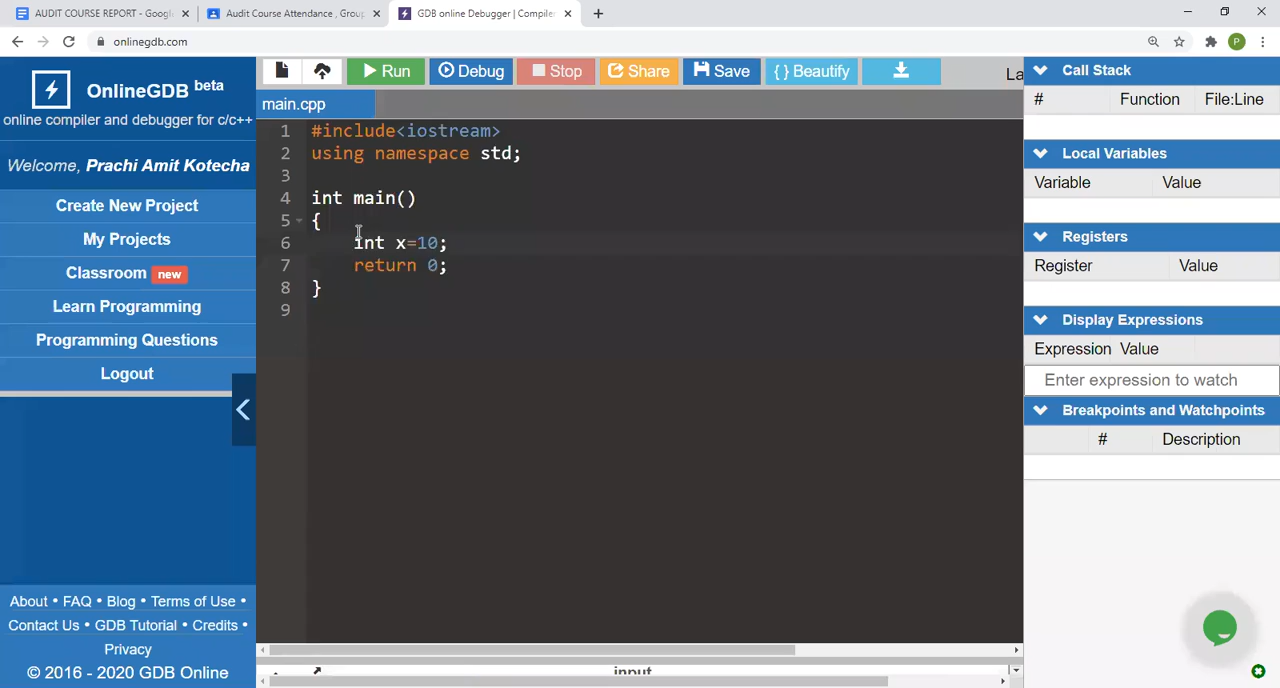 AUDIT COURSE REPORT - Google
Audit Course Attendance , Grou
GDB online Debugger | Compile
onlinegdb.com
P
OnlineGDB beta
online compiler and debugger for c/c++
Welcome, Prachi Amit Kotecha
Create New Project
My Projects
Classroom new
Learn Programming
Programming Questions
Logout
About • FAQ • Blog • Terms of Use •
Contact Us • GDB Tutorial • Credits •
Privacy
© 2016 - 2020 GDB Online
Run Debug Stop Share Save { } Beautify La
main.cpp
1 #include<iostream>
2 using namespace std;
3
4 int main()
5 {
6 int x=10;
7 return 0;
8 }
9
input
Call Stack
# Function File:Line
Local Variables
Variable Value
Registers
Register Value
Display Expressions
Expression Value
Enter expression to watch
Breakpoints and Watchpoints
# Description